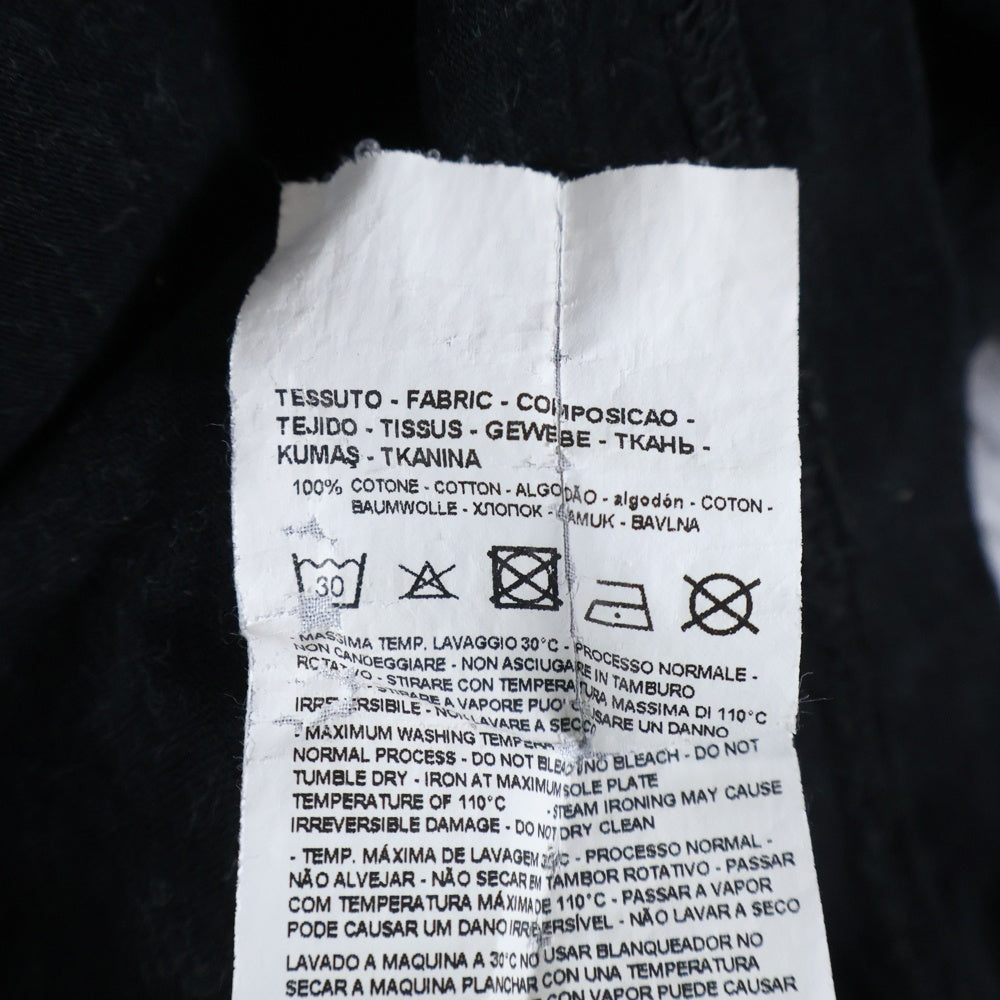 TESSUTO - FABRIC - COMPOSICAO -
TEJIDO - TISSUS - GEWEBE - ТКАНЬ -
KUMAŞ - TKANINA
100% COTONE - COTTON - ALGODÃO - algodón - COTON -
BAUMWOLLE - ХЛОПОК - PAMUK - BAVLNA
30
- MASSIMA TEMP. LAVAGGIO 30°C - PROCESSO NORMALE -
NON CANDEGGIARE - NON ASCIUGARE IN TAMBURO
ROTATIVO - STIRARE CON TEMPERATURA MASSIMA DI 110°C
- STIRARE A VAPORE PUO' CAUSARE UN DANNO
IRREVERSIBILE - NON LAVARE A SECCO
- MAXIMUM WASHING TEMPERA
NORMAL PROCESS - DO NOT BLEACH/NO BLEACH - DO NOT
TUMBLE DRY - IRON AT MAXIMUM SOLE PLATE
TEMPERATURE OF 110°C - STEAM IRONING MAY CAUSE
IRREVERSIBLE DAMAGE - DO NOT DRY CLEAN
- TEMP. MÁXIMA DE LAVAGEM 30°C - PROCESSO NORMAL -
NÃO ALVEJAR - NÃO SECAR EM TAMBOR ROTATIVO - PASSAR
COM TEMPERATURA MÁXIMA DE 110°C - PASSAR A VAPOR
PODE CAUSAR UM DANO IRREVERSÍVEL - NÃO LAVAR A SECO
LAVADO A MAQUINA A 30°C NO USAR BLANQUEADOR NO
SECAR A MAQUINA PLANCHAR CON UNA TEMPERATURA
CON VAPOR PUEDE CAUSAR